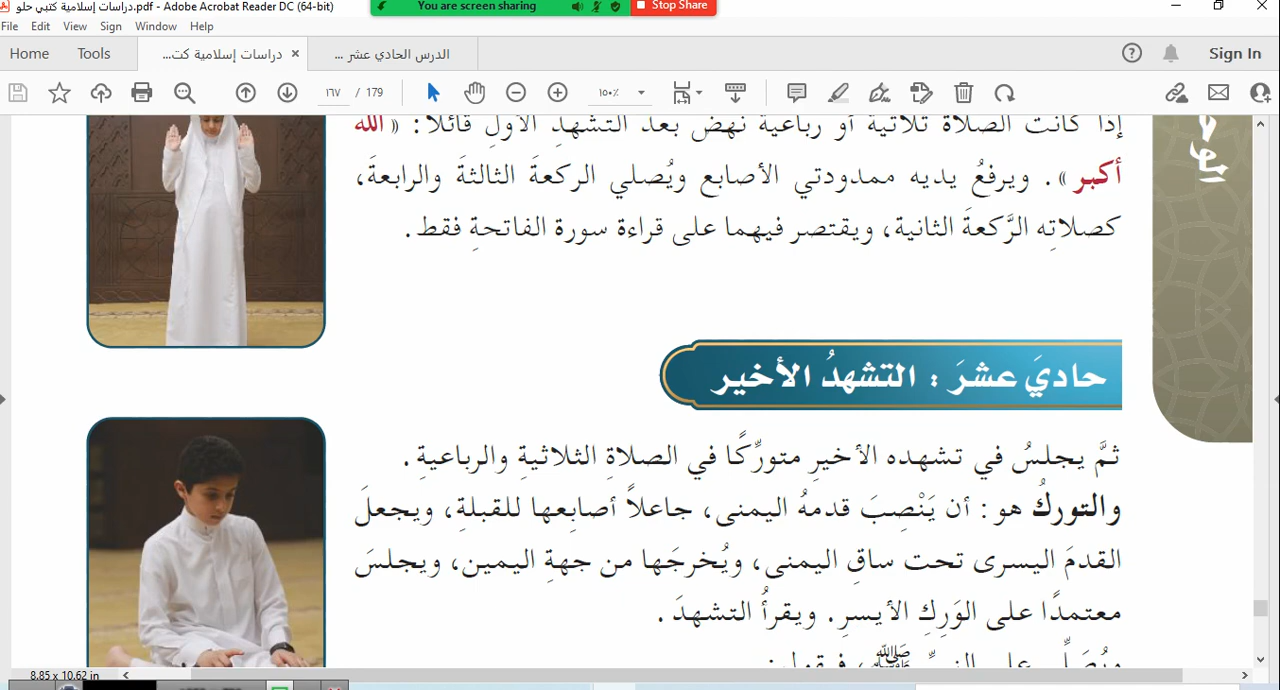 دراسات إسلامية كتبي حلو.pdf - Adobe Acrobat Reader DC (64-bit)
You are screen sharing
Stop Share
File Edit View Sign Window Help
Home Tools
دراسات إسلامية كت... ×
الدرس الحادي عشر ...
Sign In
١٦٧ / 179
١٥٠٪
إذا كانت الصلاة ثلاثية أو رباعية نهض بعد التشهدِ الأولِ قائلاً: «الله
أكبر». ويرفعُ يديه ممدودتي الأصابع ويُصلي الركعةَ الثالثةَ والرابعةَ،
كصلاتِه الرَّكعةَ الثانية، ويقتصر فيهما على قراءة سورة الفاتحةِ فقط.
حاديَ عشرَ : التشهدُ الأخير
ثمَّ يجلسُ في تشهده الأخيرِ متورِّكًا في الصلاةِ الثلاثيةِ والرباعيةِ.
والتوركُ هو: أن يَنْصِبَ قدمهُ اليمنى، جاعلاً أصابِعها للقبلةِ، ويجعلَ
القدمَ اليسرى تحت ساقِ اليمنى، ويُخرجَها من جهةِ اليمين، ويجلسَ
معتمدًا على الوَرِكِ الأيسرِ. ويقرأُ التشهدَ.
8.85 x 10.62 in